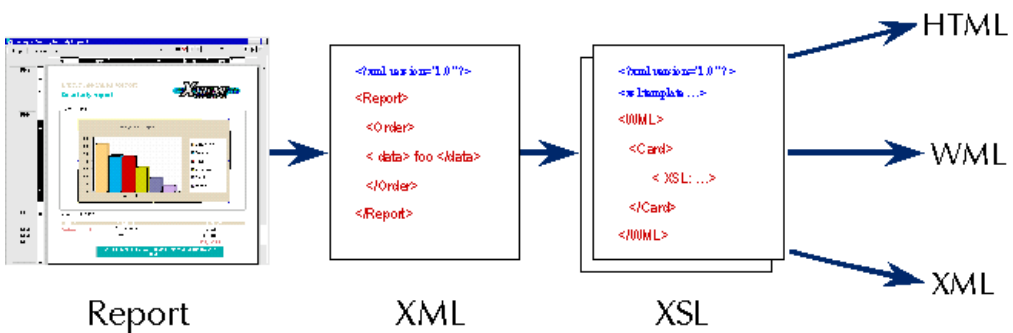 <?xml version="1.0"?>
<Report>
<Order>
< data> foo </data>
</Order>
</Report>
<?xml version="1.0"?>
<xsl:template ...>
<WML>
<Card>
< XSL: ...>
</Card>
</WML>
HTML
WML
XML
Report
XML
XSL